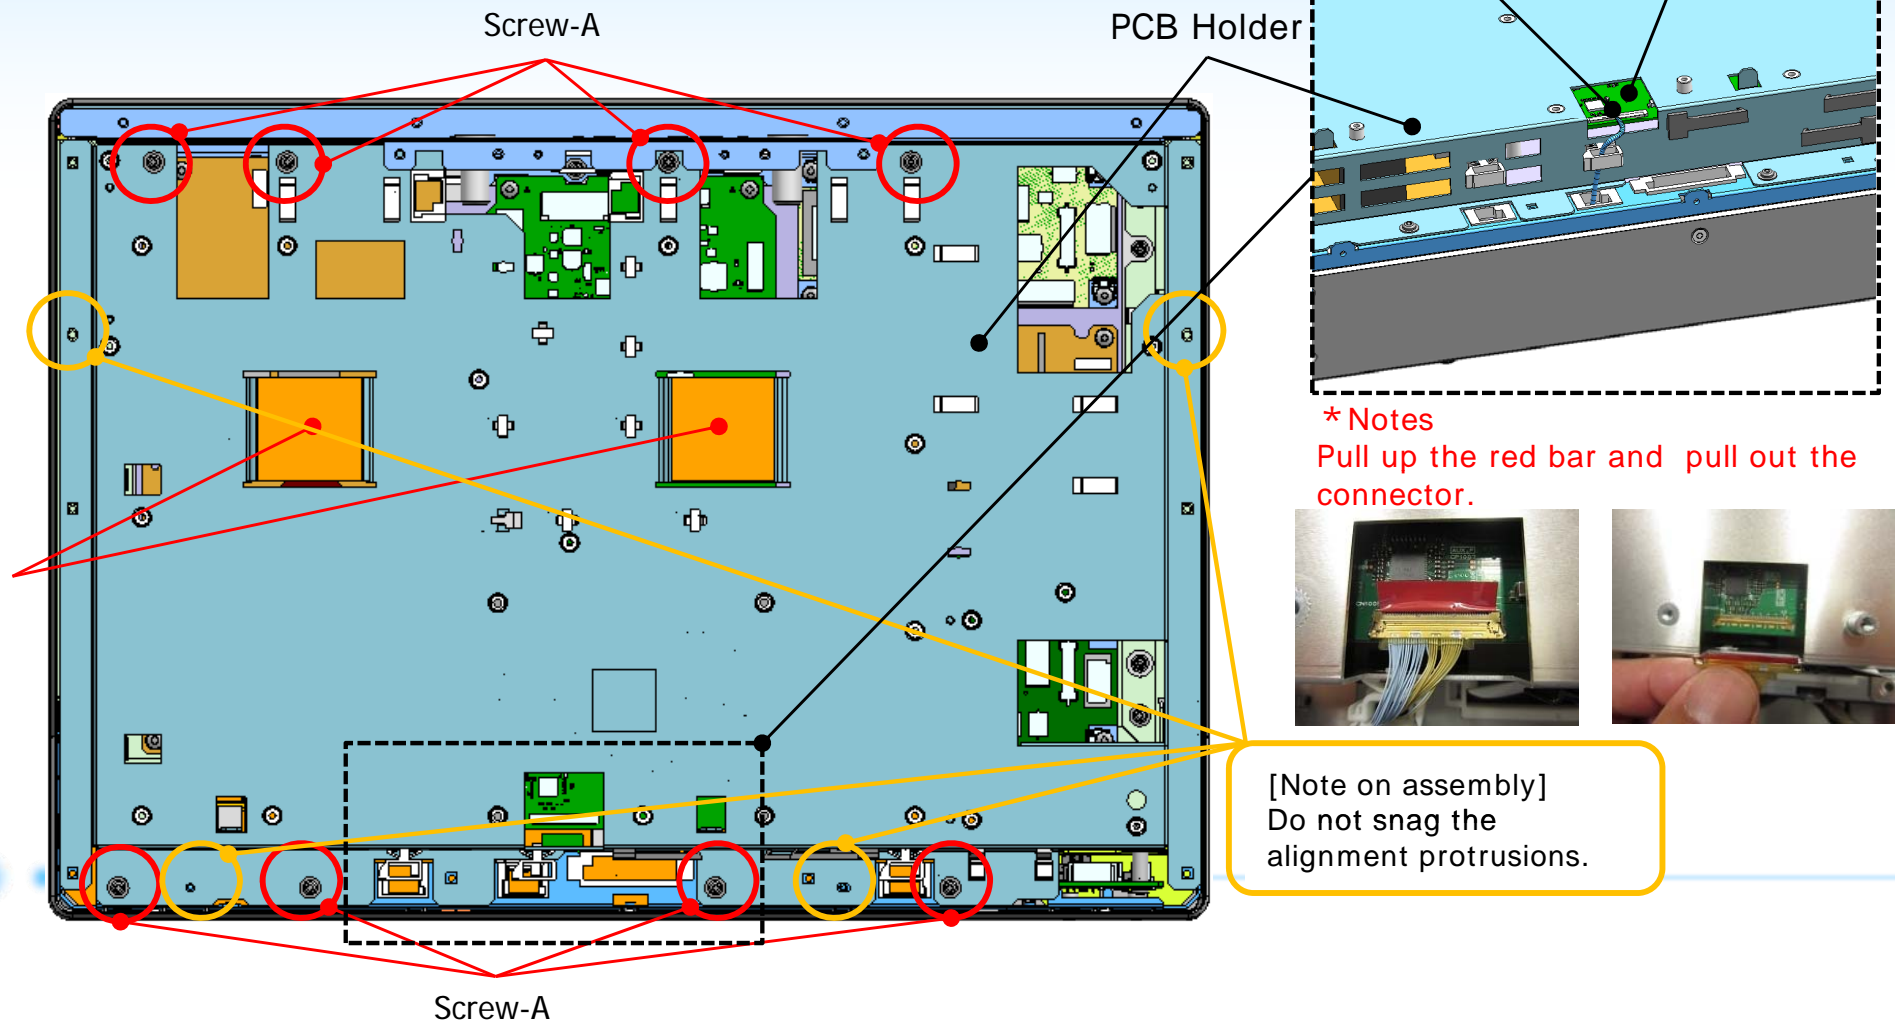 Screw-A
PCB Holder
*Notes
Pull up the red bar and pull out the
connector.
[Note on assembly]
Do not snag the
alignment protrusions.
Screw-A